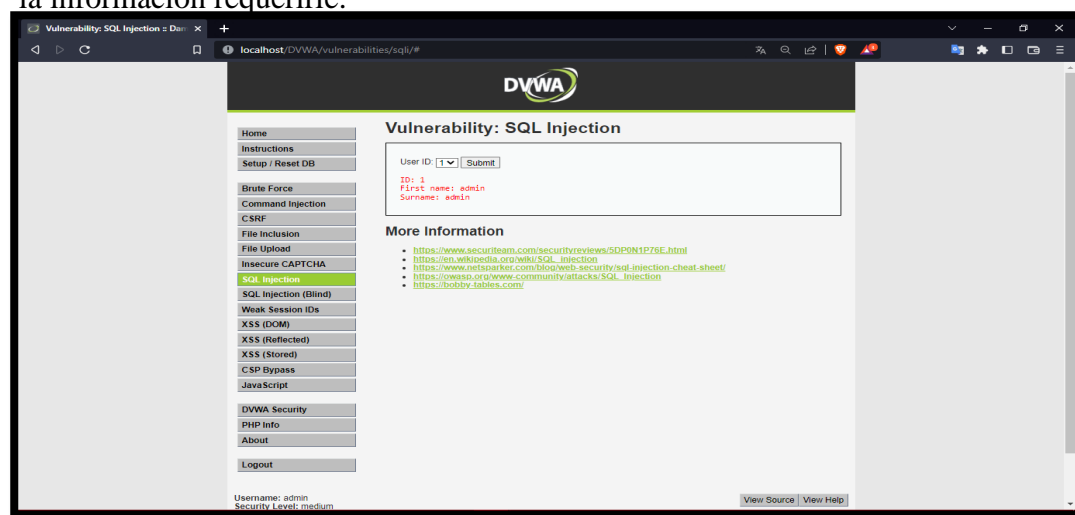 la información requerirle.
Vulnerability: SQL Injection :: Dam
localhost/DVWA/vulnerabilities/sqli/#
DVWA
Home
Instructions
Setup / Reset DB
Brute Force
Command Injection
CSRF
File Inclusion
File Upload
Insecure CAPTCHA
SQL Injection
SQL Injection (Blind)
Weak Session IDs
XSS (DOM)
XSS (Reflected)
XSS (Stored)
CSP Bypass
JavaScript
DVWA Security
PHP Info
About
Logout
Vulnerability: SQL Injection
User ID: 1 Submit
ID: 1
First name: admin
Surname: admin
More Information
https://www.securiteam.com/securityreviews/5DP0N1P76E.html
https://en.wikipedia.org/wiki/SQL_injection
https://www.netsparker.com/blog/web-security/sql-injection-cheat-sheet/
https://owasp.org/www-community/attacks/SQL_Injection
https://bobby-tables.com/
Username: admin
Security Level: medium
View Source View Help